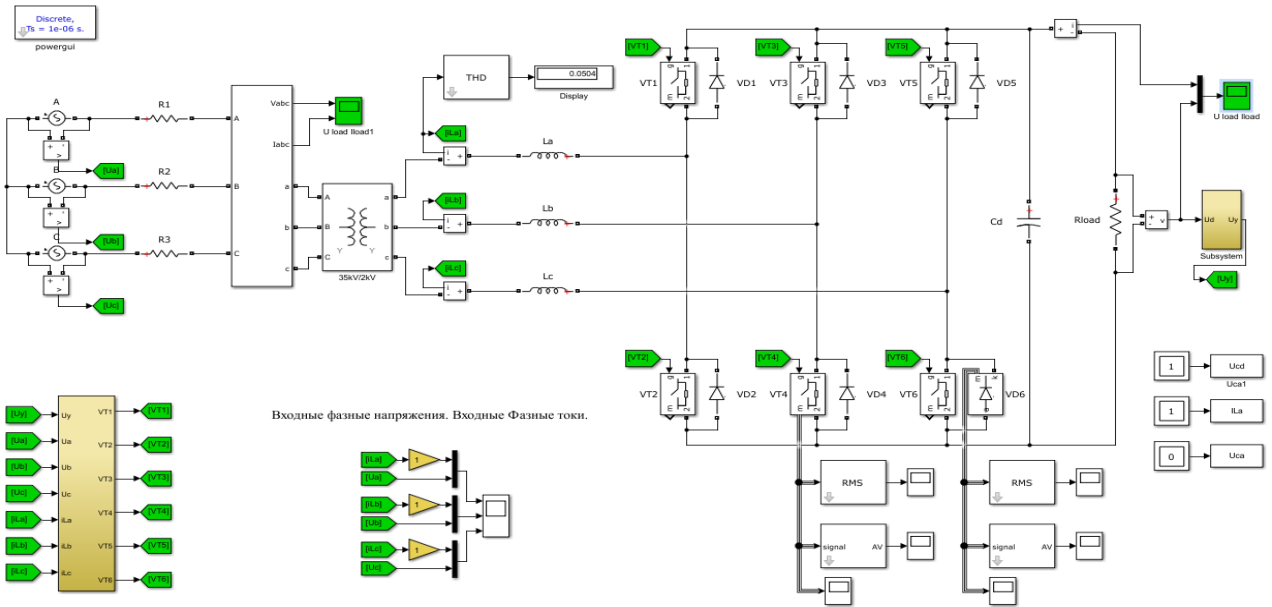 Discrete,
Ts = 1e-06 s.
powergui
A
R1
[Ua]
B
R2
[Ub]
C
R3
[Uc]
A
B
C
Vabc
Iabc
a
b
c
U load Iload1
A
B
C
a
b
c
Y
Y
35kV/2kV
THD
0.0504
Display
[iLa]
[iLb]
[iLc]
La
Lb
Lc
[VT1]
VT1
VD1
[VT3]
VT3
VD3
[VT5]
VT5
VD5
[VT2]
VT2
VD2
[VT4]
VT4
VD4
[VT6]
VT6
VD6
Cd
Rload
U load Iload
Ud
Uy
Subsystem
[Uy]
1
Ucd
Uca1
1
ILa
0
Uca
RMS
RMS
signal
AV
signal
AV
[Uy]
[Ua]
[Ub]
[Uc]
[iLa]
[iLb]
[iLc]
Uy
Ua
Ub
Uc
iLa
iLb
iLc
VT1
VT2
VT3
VT4
VT5
VT6
[VT1]
[VT2]
[VT3]
[VT4]
[VT5]
[VT6]
Входные фазные напряжения. Входные Фазные токи.
[iLa]
1
[Ua]
[iLb]
1
[Ub]
[iLc]
1
[Uc]